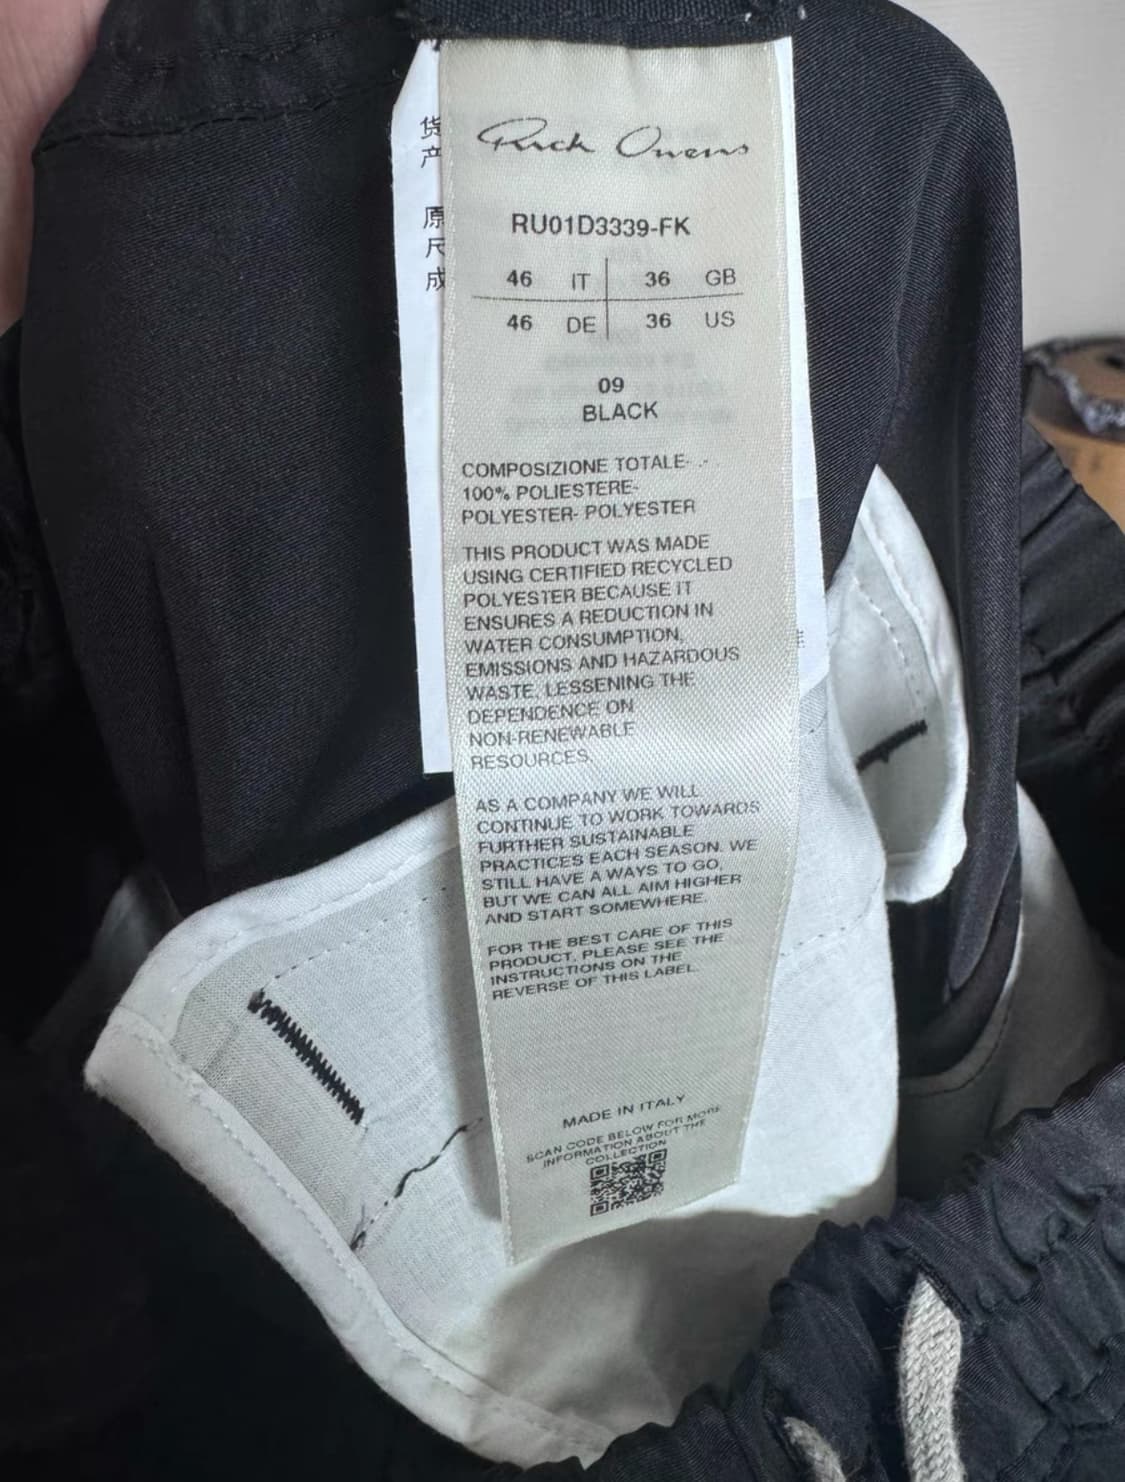 货
产
原
尺
成
Rick Owens
RU01D3339-FK
46 IT 36 GB
46 DE 36 US
09
BLACK
COMPOSIZIONE TOTALE-
100% POLIESTERE-
POLYESTER- POLYESTER
THIS PRODUCT WAS MADE
USING CERTIFIED RECYCLED
POLYESTER BECAUSE IT
ENSURES A REDUCTION IN
WATER CONSUMPTION,
EMISSIONS AND HAZARDOUS
WASTE, LESSENING THE
DEPENDENCE ON
NON-RENEWABLE
RESOURCES.
AS A COMPANY WE WILL
CONTINUE TO WORK TOWARDS
FURTHER SUSTAINABLE
PRACTICES EACH SEASON. WE
STILL HAVE A WAYS TO GO,
BUT WE CAN ALL AIM HIGHER
AND START SOMEWHERE.
FOR THE BEST CARE OF THIS
PRODUCT, PLEASE SEE THE
INSTRUCTIONS ON THE
REVERSE OF THIS LABEL.
MADE IN ITALY
SCAN CODE BELOW FOR MORE
INFORMATION ABOUT THE
COLLECTION